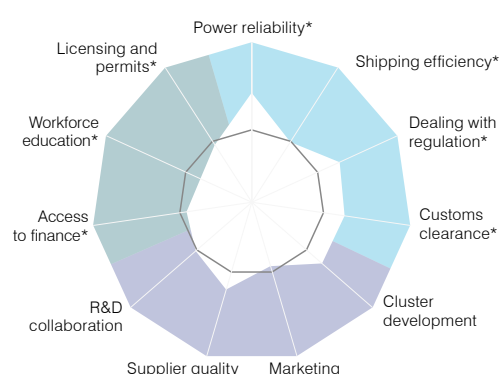 Power reliability*
Licensing and
permits*
Shipping efficiency*
Workforce
education*
Dealing with
regulation*
Access
to finance*
Customs
clearance*
R&D
collaboration
Cluster
development
Supplier quality
Marketing